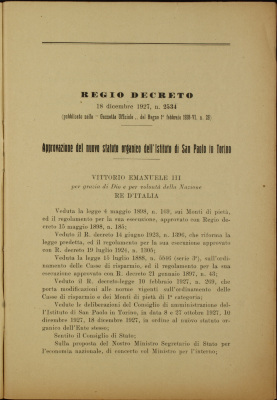 REGIO DECRETO
18 dicembre 1927, n. 2534
(pubblicato nella " Gazzetta Ufficiale „ del Regno 1° febbraio 1928-VI, n. 26)
Approvazione del nuovo statuto organico dell'Istituto di San Paolo in Torino
VITTORIO EMANUELE III
per grazia di Dio e per volontà della Nazione
RE D'ITALIA
Veduta la legge 4 maggio 1898, n. 169, sui Monti di pietà,
ed il regolamento per la sua esecuzione, approvato con Regio de-
creto 15 maggio 1898, n. 185;
Veduto il R. decreto 14 giugno 1923, n. 1396, che riforma la
legge predetta, ed il regolamento per la sua esecuzione approvato
con R. decreto 19 luglio 1924, n. 1305;
Veduta la legge 15 luglio 1888, n. 5546 (serie 3ª), sull'or-
dinamento delle Casse di risparmio, ed il regolamento per la sua
esecuzione approvato con R. decreto 21 gennaio 1897, n. 43;
Veduto il R. decreto-legge 10 febbraio 1927, n. 269, che
porta modificazioni alle norme vigenti sull'ordinamento delle
Casse di risparmio e dei Monti di pietà di 1ª categoria;
Vedute le deliberazioni del Consiglio di amministrazione del-
l'Istituto di San Paolo in Torino, in data 8 e 27 ottobre 1927, 10
dicembre 1927, 18 dicembre 1927, in ordine al nuovo statuto or-
ganico dell'Ente stesso;
Sentito il Consiglio di Stato;
Sulla proposta del Nostro Ministro Segretario di Stato per
l'economia nazionale, di concerto col Ministro per l'interno;